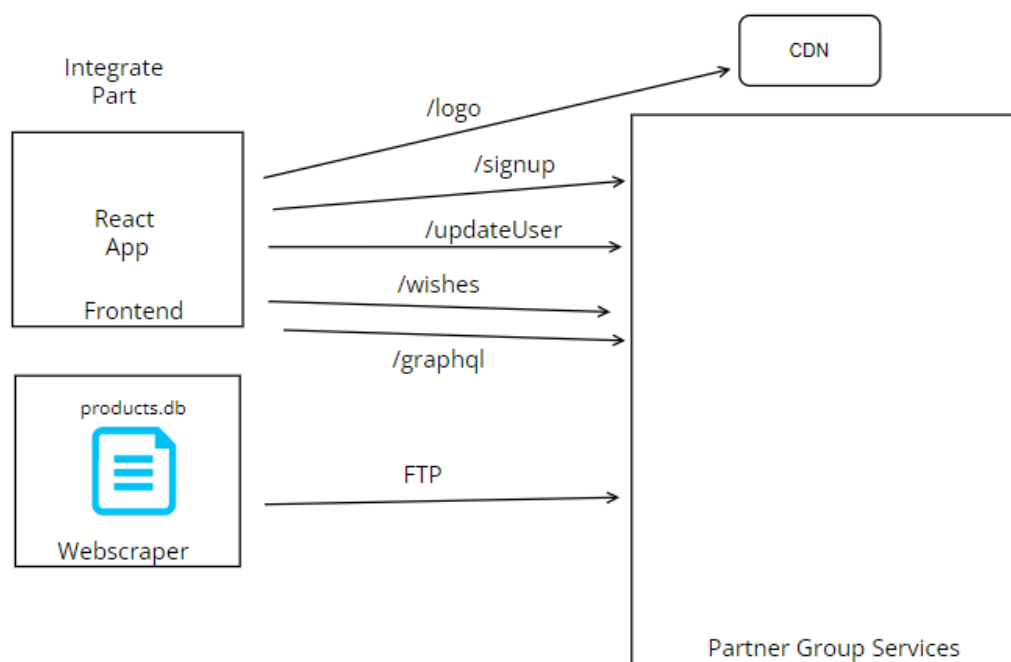 CDN
Integrate
Part
/logo
/signup
React
App
/updateUser
/wishes
Frontend
/graphql
products.db
FTP
Webscraper
Partner Group Services